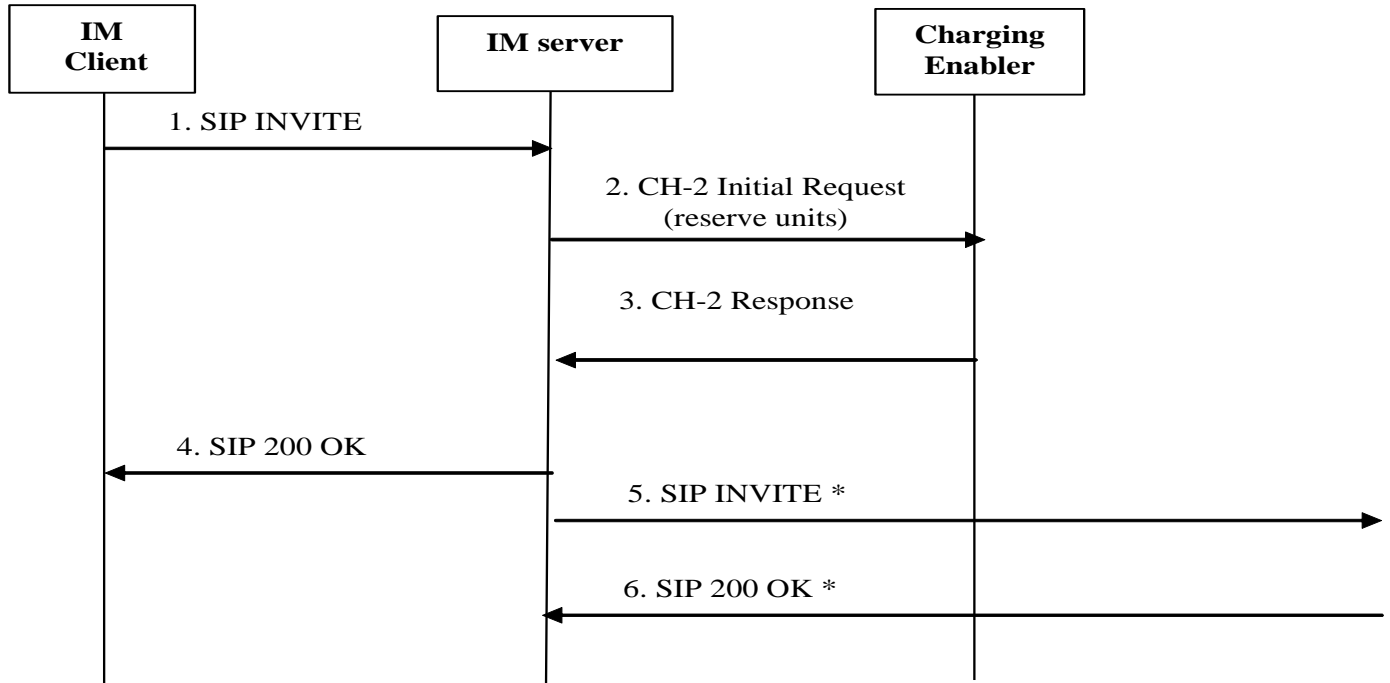 IM
Client
IM server
Charging
Enabler
1. SIP INVITE
2. CH-2 Initial Request
(reserve units)
3. CH-2 Response
4. SIP 200 OK
5. SIP INVITE *
6. SIP 200 OK *